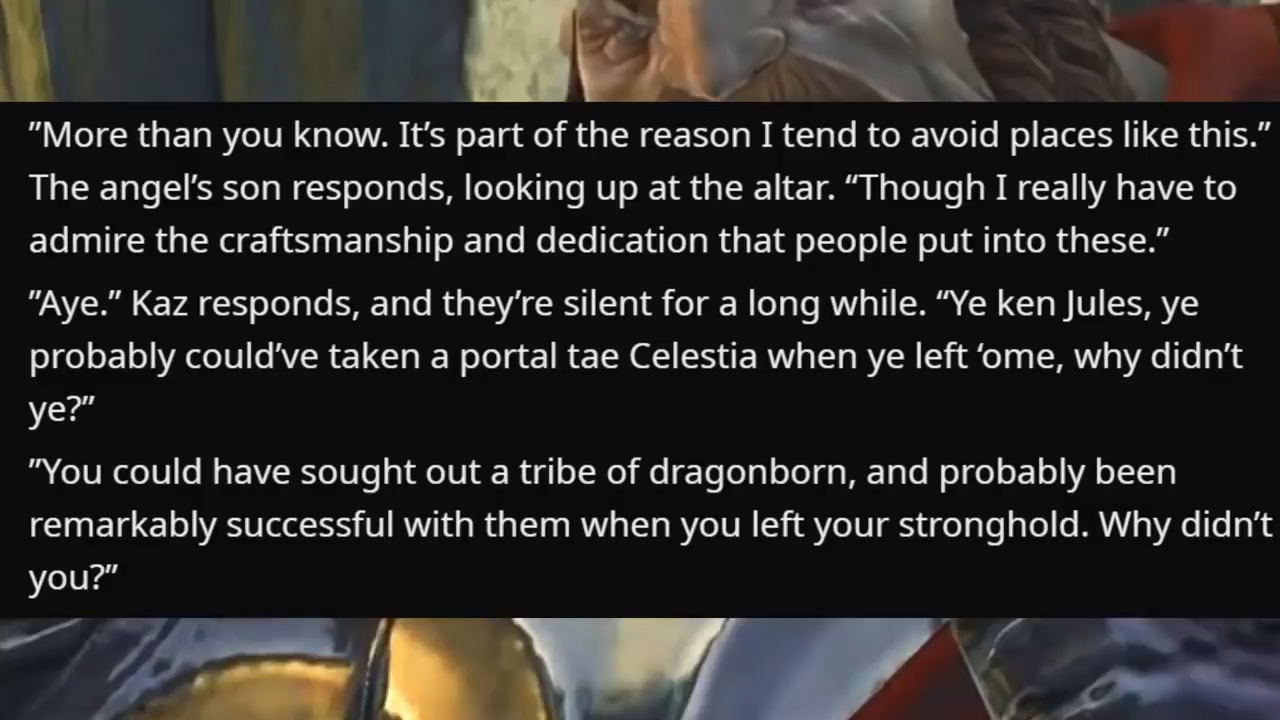 ”More than you know. It’s part of the reason I tend to avoid places like this.”
The angel’s son responds, looking up at the altar. “Though I really have to
admire the craftsmanship and dedication that people put into these.”
”Aye.” Kaz responds, and they’re silent for a long while. “Ye ken Jules, ye
probably could’ve taken a portal tae Celestia when ye left ‘ome, why didn’t
ye?”
”You could have sought out a tribe of dragonborn, and probably been
remarkably successful with them when you left your stronghold. Why didn’t
you?”